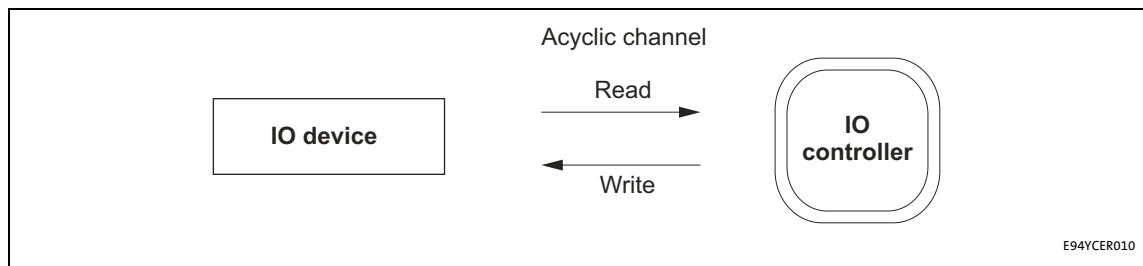 Acyclic channel
Read
IO device
IO
controller
Write
E94YCER010